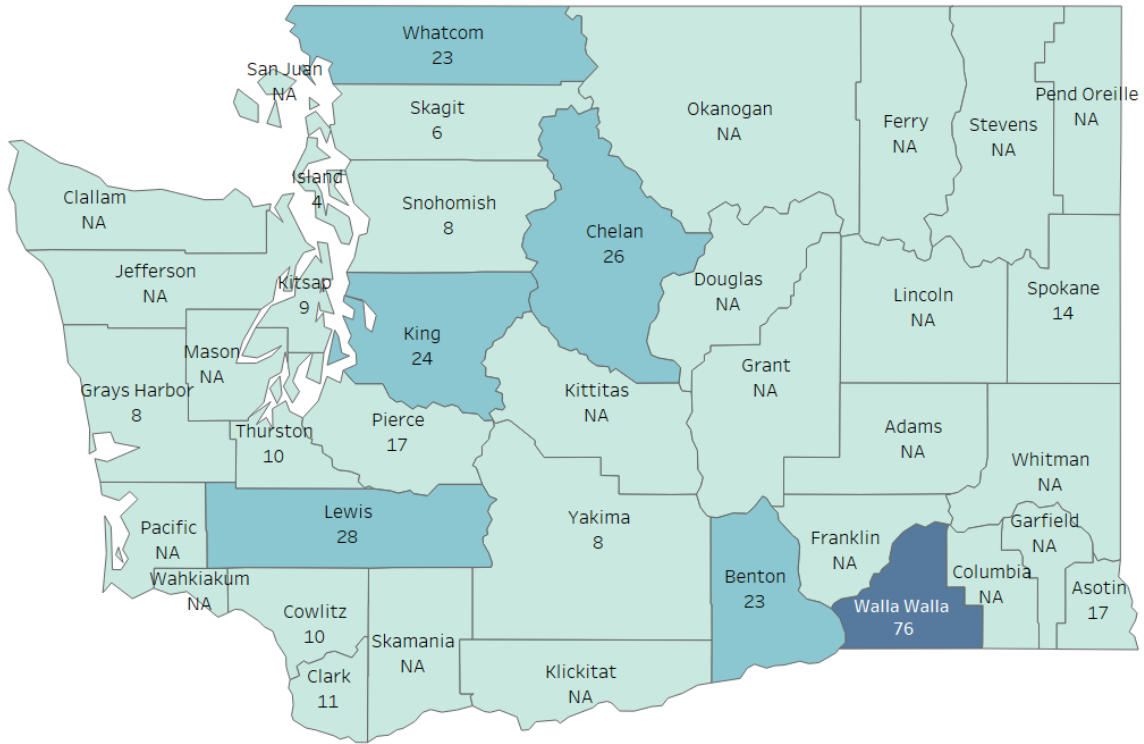 Whatcom
23
San Juan
NA
Skagit
6
Okanogan
NA
Ferry
NA
Stevens
NA
Pend Oreille
NA
Island
4
Clallam
NA
Snohomish
8
Chelan
26
Jefferson
NA
Kitsap
9
Douglas
NA
Lincoln
NA
Spokane
14
Mason
NA
King
24
Grays Harbor
8
Kittitas
NA
Grant
NA
Thurston
10
Pierce
17
Adams
NA
Whitman
NA
Lewis
28
Yakima
8
Pacific
NA
Franklin
NA
Garfield
NA
Wahkiakum
NA
Benton
23
Columbia
NA
Asotin
17
Walla Walla
76
Cowlitz
10
Skamania
NA
Clark
11
Klickitat
NA